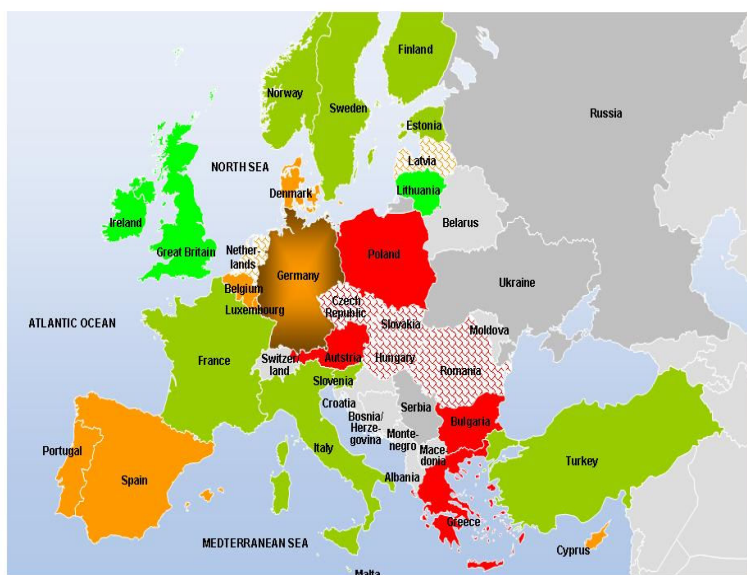 Finland
Norway
Sweden
Russia
Estonia
NORTH SEA
Latvia
Denmark
Lithuania
Ireland
Belarus
Great Britain
Nether-
lands
Poland
Germany
Ukraine
Belgium
Czech
Republic
Luxembourg
ATLANTIC OCEAN
Slovakia
Moldova
France
Switzer/
land
Autstria
Hungary
Romania
Slovenia
Croatia
Serbia
Bosnia/
Herze-
govina
Bulgaria
Monte-
negro
Italy
Mace
donia
Portugal
Spain
Albania
Turkey
Greece
MEDTERRANEAN SEA
Cyprus
Malta